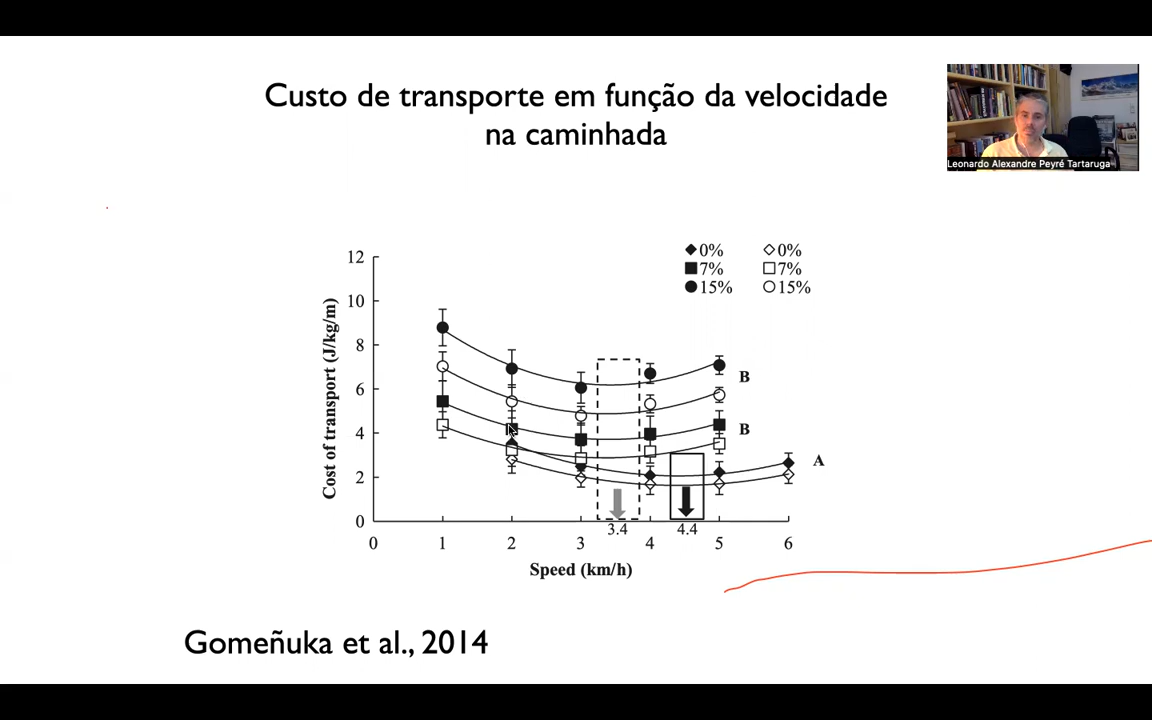 Custo de transporte em função da velocidade
na caminhada
Leonardo Alexandre Peyré Tartaruga
0% 0%
7% 7%
15% 15%
Cost of transport (J/kg/m)
12
10
8
6
4
2
0
B
B
A
3.4 4.4
0 1 2 3 4 5 6
Speed (km/h)
Gomeñuka et al., 2014